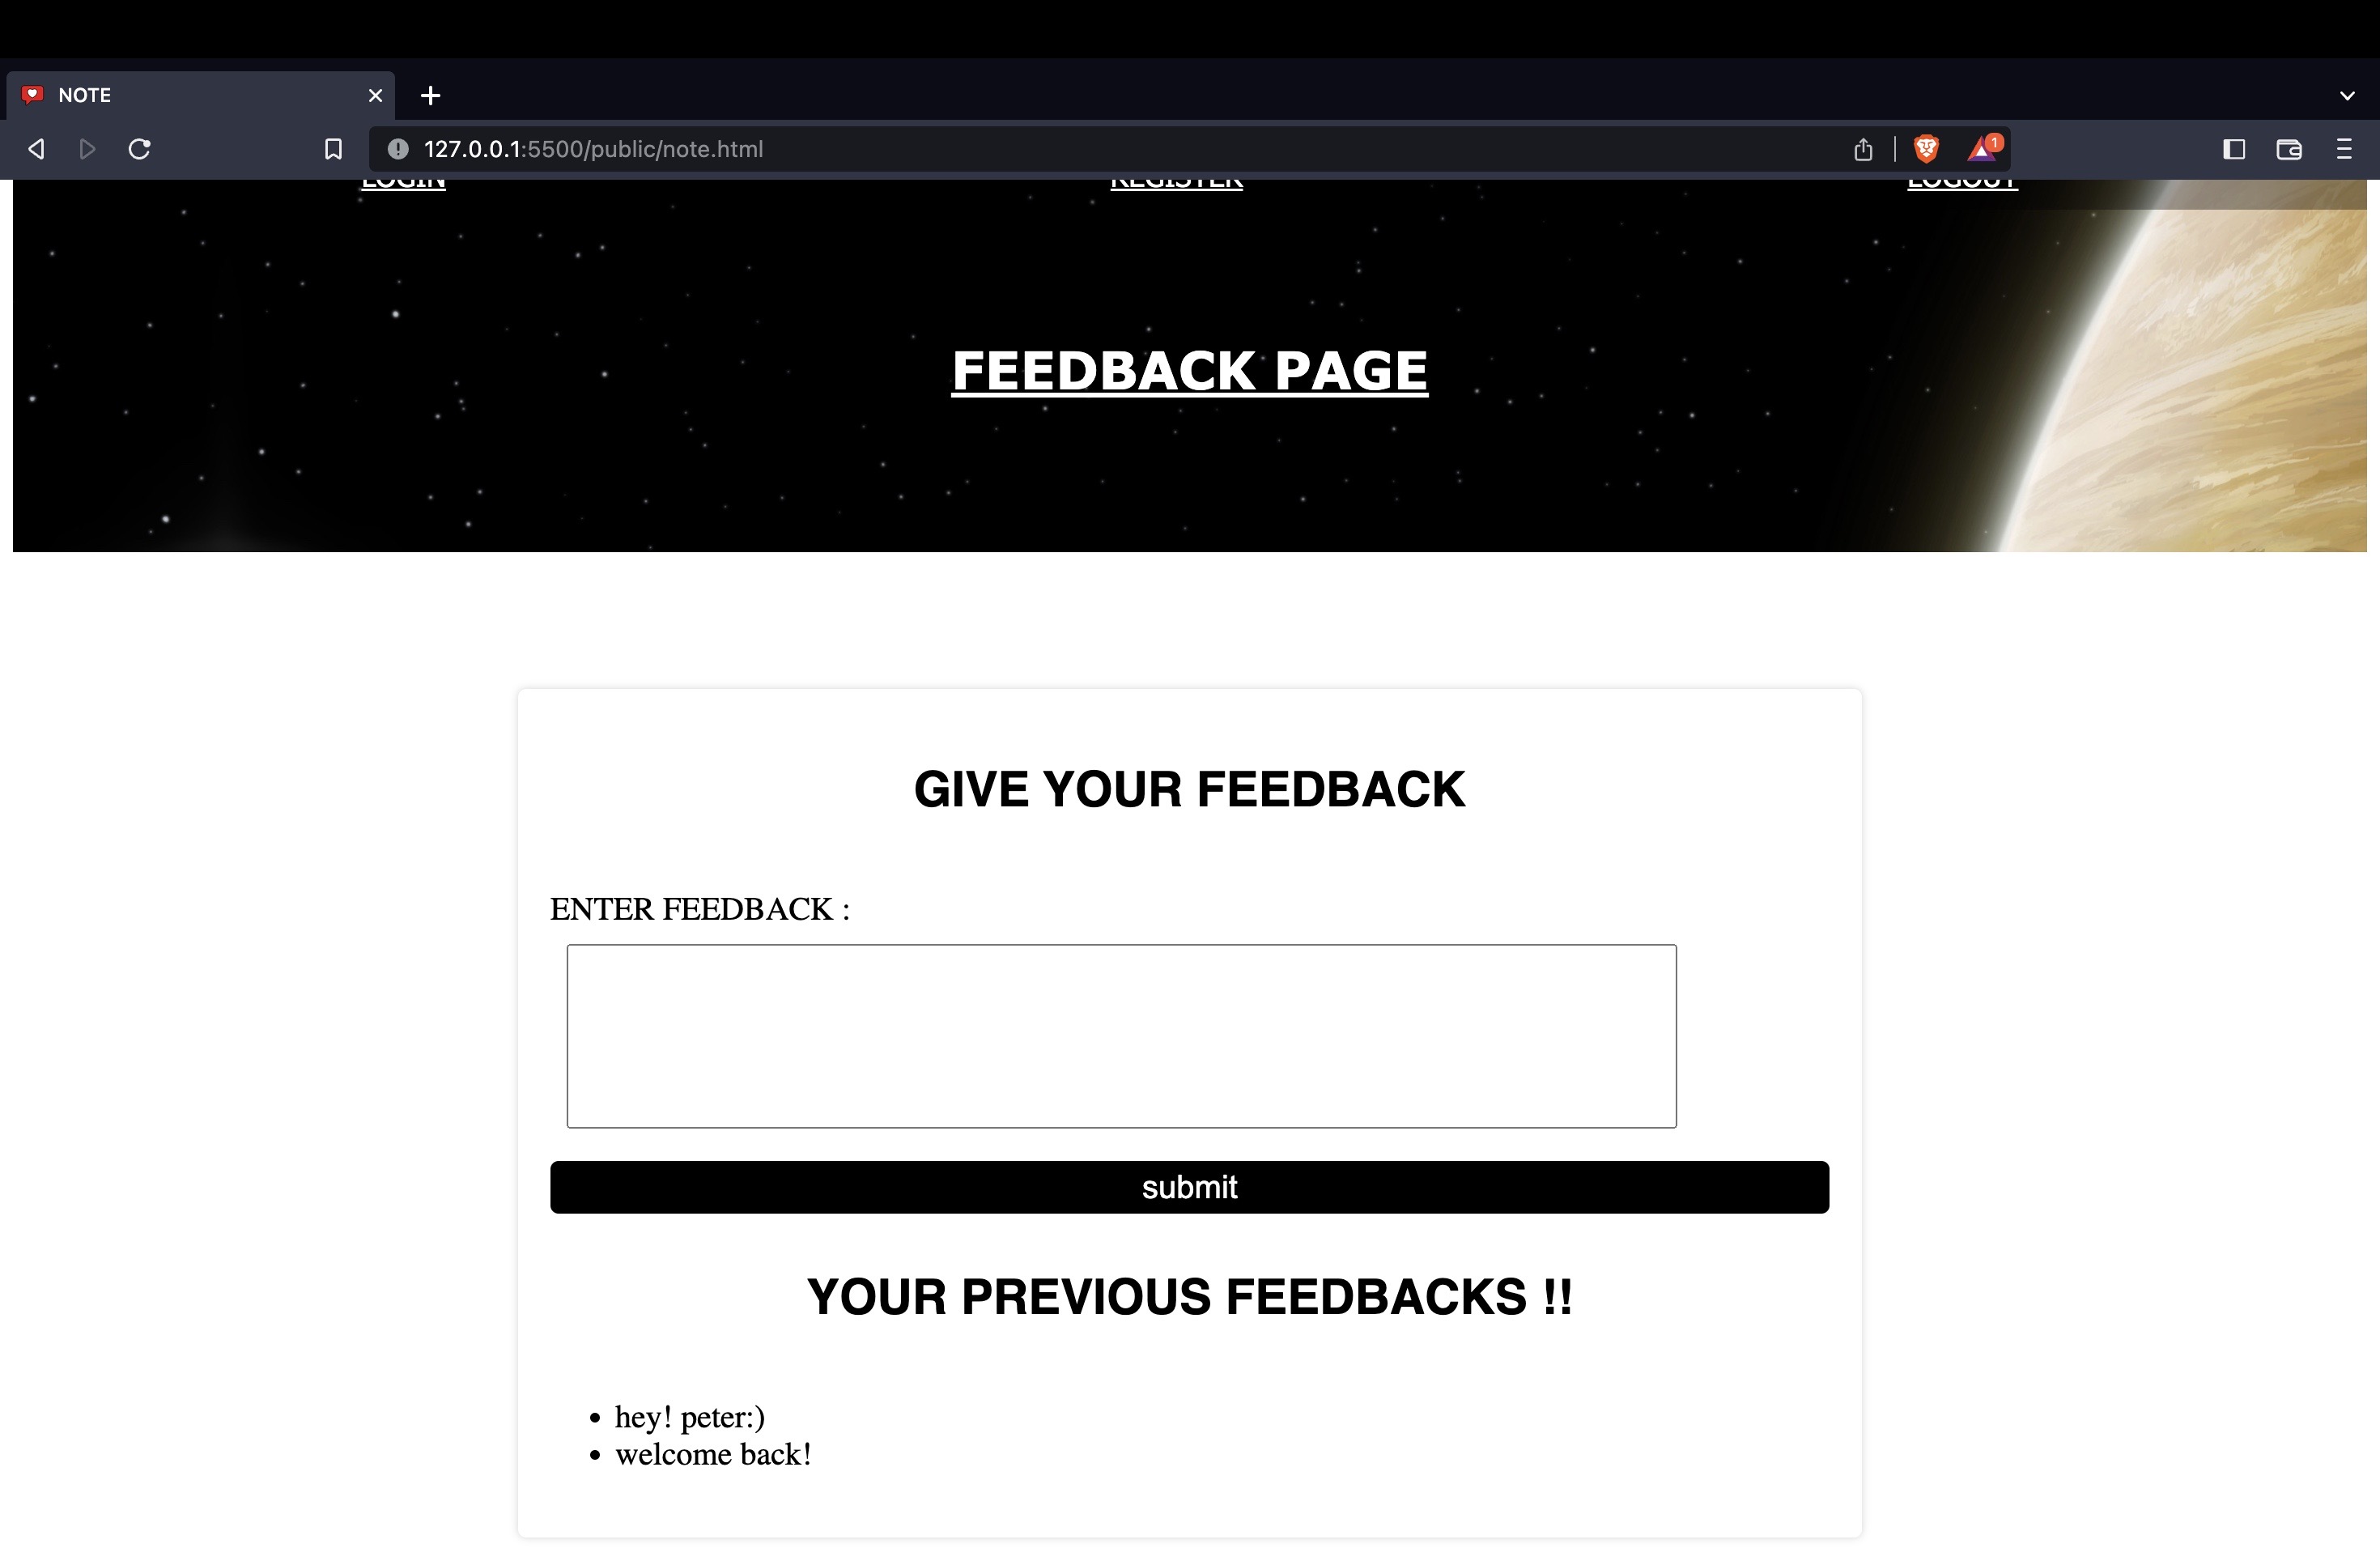 NOTE
127.0.0.1:5500/public/note.html
1
LOGIN REGISTER LOGOUT
FEEDBACK PAGE
GIVE YOUR FEEDBACK
ENTER FEEDBACK :
submit
YOUR PREVIOUS FEEDBACKS !!
hey! peter:)
welcome back!